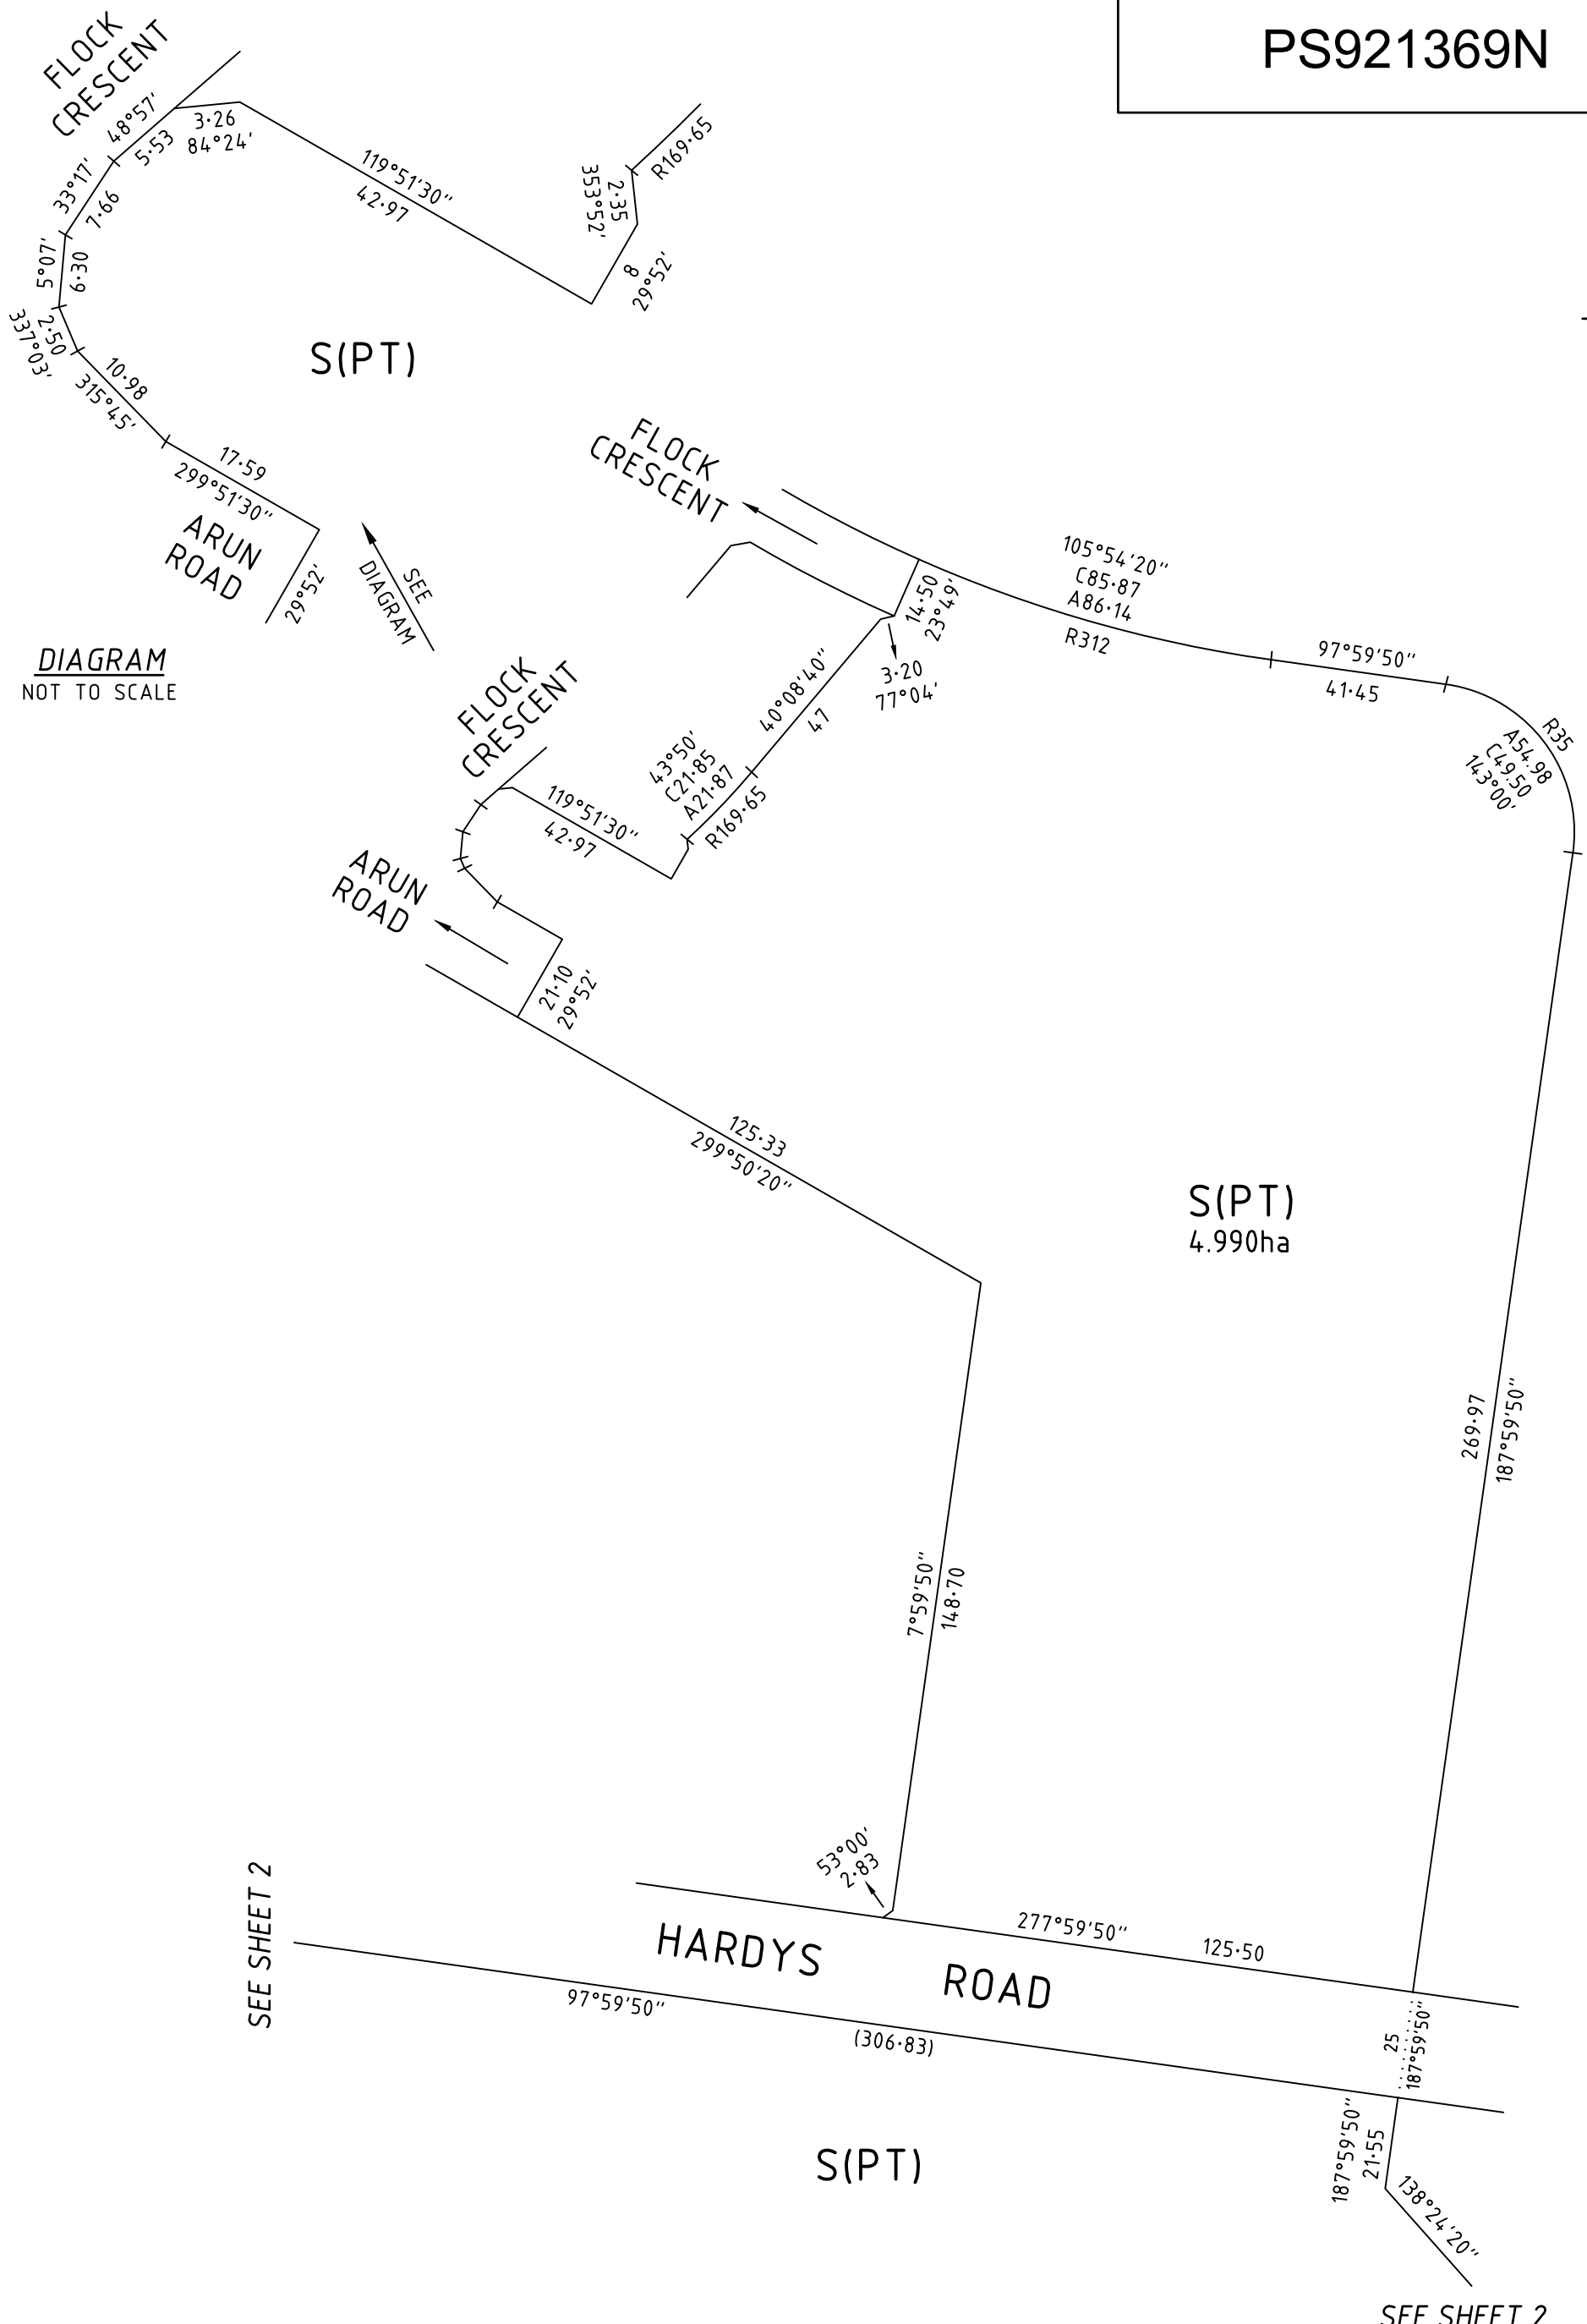 PS921369N
FLOCK
CRESCENT
48°57'
5·53
3·26
84°24'
33°17'
7·66
5°07'
6·30
2·50
337°03'
10·98
315°45'
17·59
299°51'30"
119°51'30"
42·97
R169·65
2·35
353°52'
8
29°52'
S(PT)
ARUN
ROAD
29°52'
SEE
DIAGRAM
DIAGRAM
NOT TO SCALE
FLOCK
CRESCENT
14·50
23°49'
105°54'20"
C85·87
A86·14
R312
97°59'50"
41·45
R35
A54.98
C49.50
143°00'
3·20
77°04'
40°08'40"
47
43°50'
C21·85
A21·87
R169·65
FLOCK
CRESCENT
119°51'30"
42·97
ARUN
ROAD
21·10
29°52'
125·33
299°50'20"
S(PT)
4.990ha
269·97
187°59'50"
7°59'50"
148·70
53°00'
2·83
277°59'50"
125·50
HARDYS ROAD
SEE SHEET 2
97°59'50"
(306·83)
25
187°59'50"
187°59'50"
21·55
138°24'20"
S(PT)
SEE SHEET 2